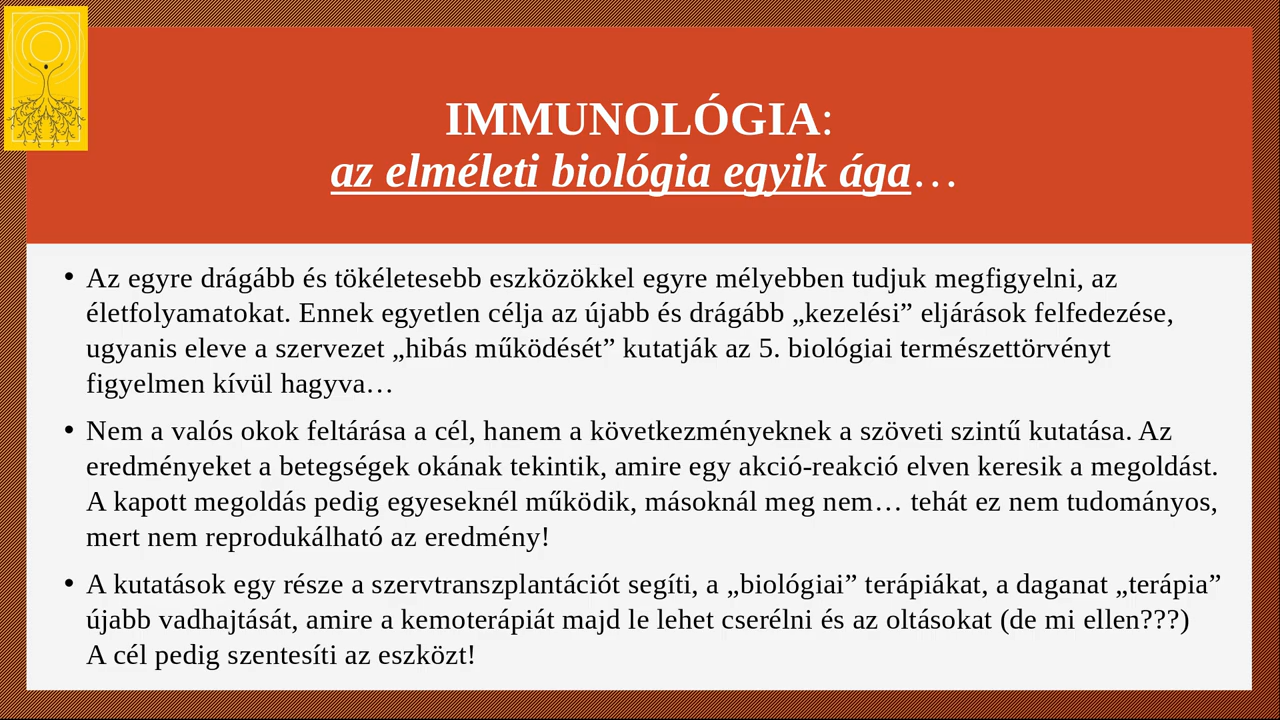 IMMUNOLÓGIA:
az elméleti biológia egyik ága…
• Az egyre drágább és tökéletesebb eszközökkel egyre mélyebben tudjuk megfigyelni, az
életfolyamatokat. Ennek egyetlen célja az újabb és drágább „kezelési” eljárások felfedezése,
ugyanis eleve a szervezet „hibás működését” kutatják az 5. biológiai természettörvényt
figyelmen kívül hagyva…
• Nem a valós okok feltárása a cél, hanem a következményeknek a szöveti szintű kutatása. Az
eredményeket a betegségek okának tekintik, amire egy akció-reakció elven keresik a megoldást.
A kapott megoldás pedig egyeseknél működik, másoknál meg nem… tehát ez nem tudományos,
mert nem reprodukálható az eredmény!
• A kutatások egy része a szervtranszplantációt segíti, a „biológiai” terápiákat, a daganat „terápia”
újabb vadhajtását, amire a kemoterápiát majd le lehet cserélni és az oltásokat (de mi ellen???)
A cél pedig szentesíti az eszközt!